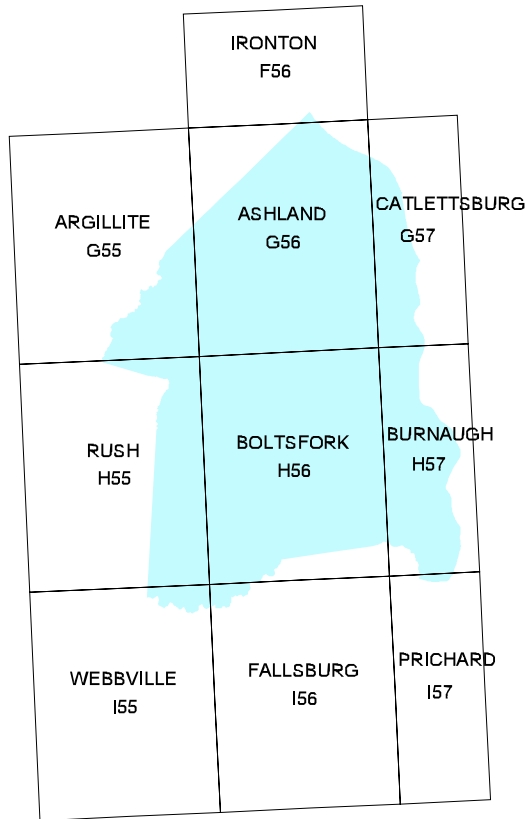 IRONTON
F56
ARGILLITE
G55
ASHLAND
G56
CATLETTSBURG
G57
RUSH
H55
BOLTSFORK
H56
BURNAUGH
H57
WEBBVILLE
I55
FALLSBURG
I56
PRICHARD
I57